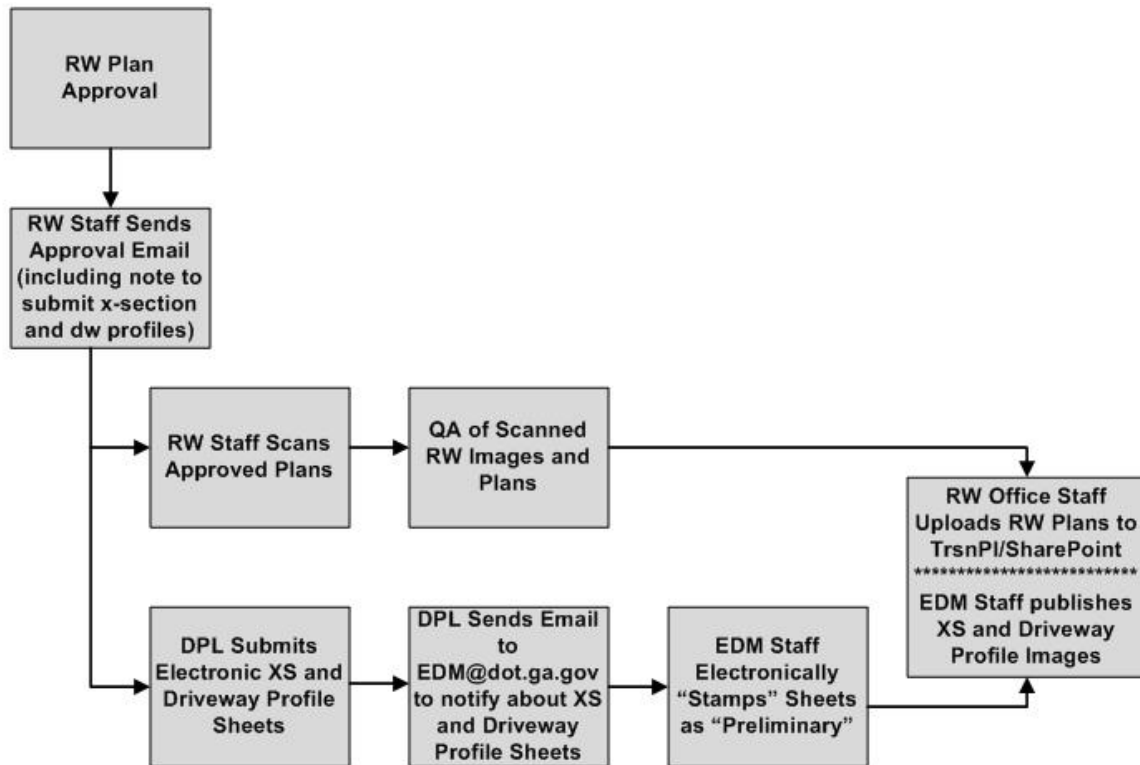 RW Plan
Approval
RW Staff Sends
Approval Email
(including note to
submit x-section
and dw profiles)
RW Staff Scans
Approved Plans
QA of Scanned
RW Images and
Plans
RW Office Staff
Uploads RW Plans to
TrsnPI/SharePoint
**************************
EDM Staff publishes
XS and Driveway
Profile Images
DPL Submits
Electronic XS and
Driveway Profile
Sheets
DPL Sends Email
to
EDM@dot.ga.gov
to notify about XS
and Driveway
Profile Sheets
EDM Staff
Electronically
“Stamps” Sheets
as “Preliminary”